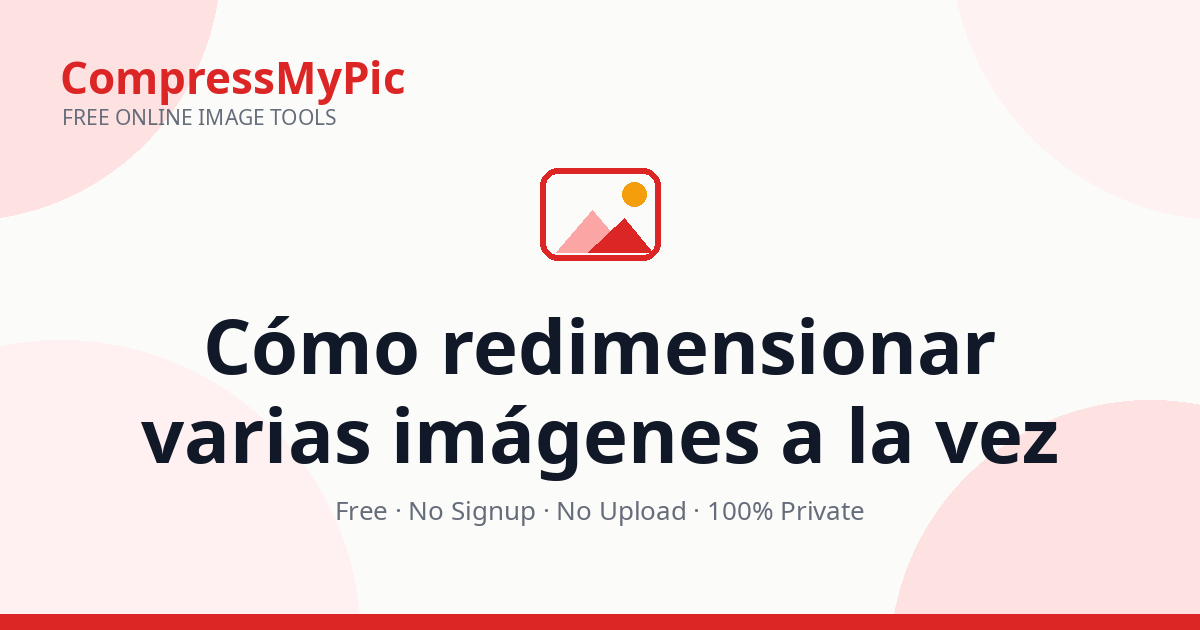 CompressMyPic
FREE ONLINE IMAGE TOOLS
Cómo redimensionar
varias imágenes a la vez
Free · No Signup · No Upload · 100% Private